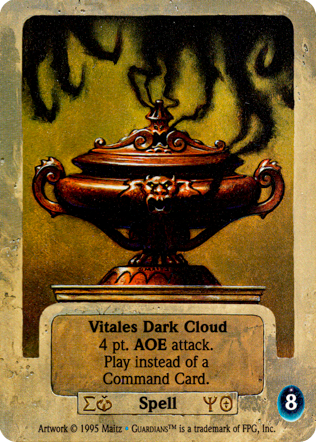 Vitales Dark Cloud
4 pt. AOE attack.
Play instead of a
Command Card.
Spell
8
Artwork © 1995 Maitz • GUARDIANS™ is a trademark of FPG, Inc.